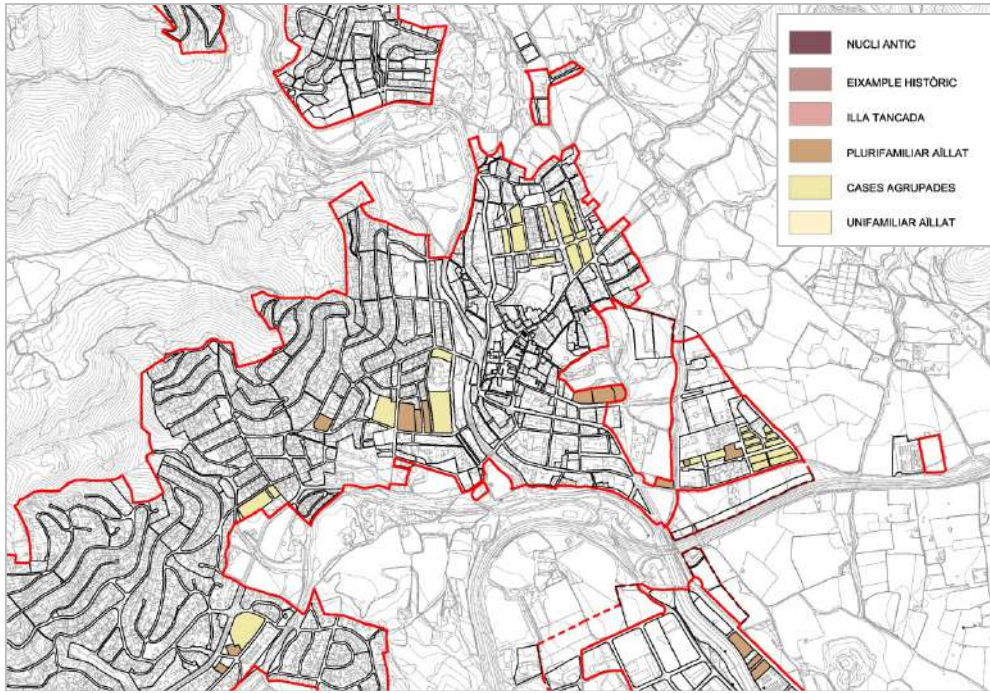 NUCLI ANTIC
EIXAMPLE HISTÒRIC
ILLA TANCADA
PLURIFAMILIAR AÏLLAT
CASES AGRUPADES
UNIFAMILIAR AÏLLAT